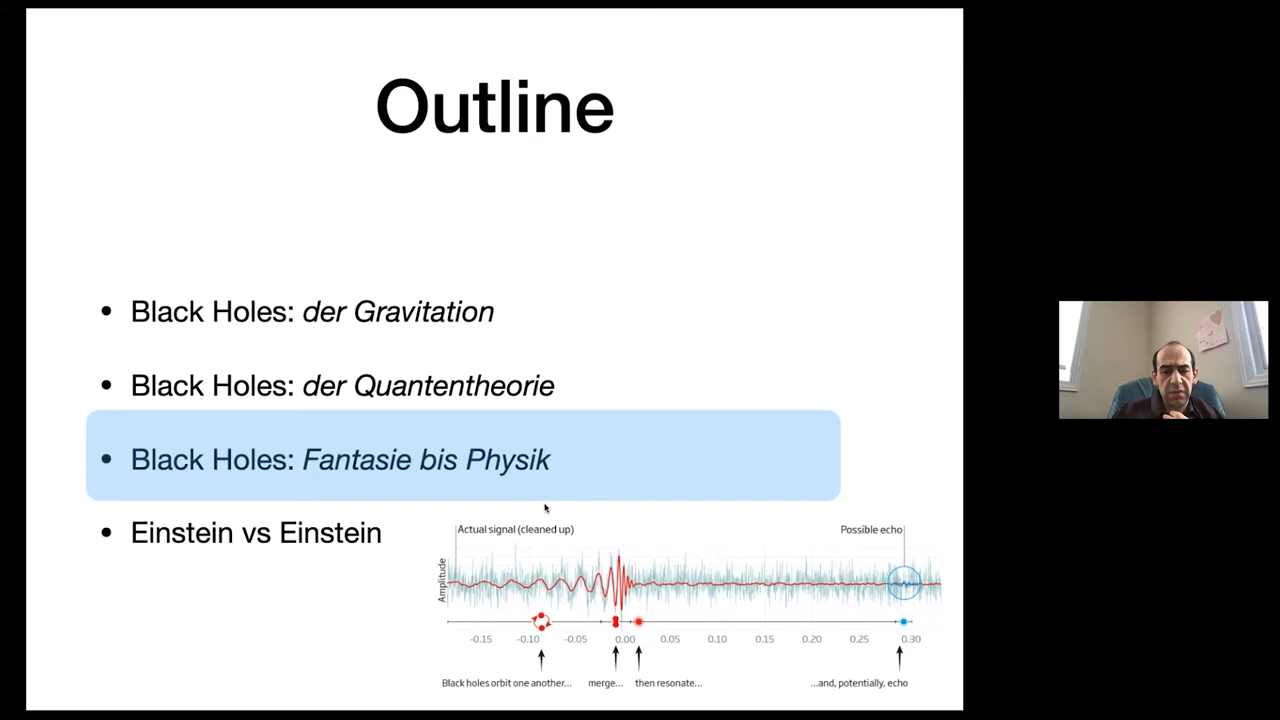 Outline
• Black Holes: der Gravitation
• Black Holes: der Quantentheorie
• Black Holes: Fantasie bis Physik
• Einstein vs Einstein
Actual signal (cleaned up)
Possible echo
Amplitude
-0.15 -0.10 -0.05 0.00 0.05 0.10 0.15 0.20 0.25 0.30
Black holes orbit one another... merge... then resonate... ...and, potentially, echo